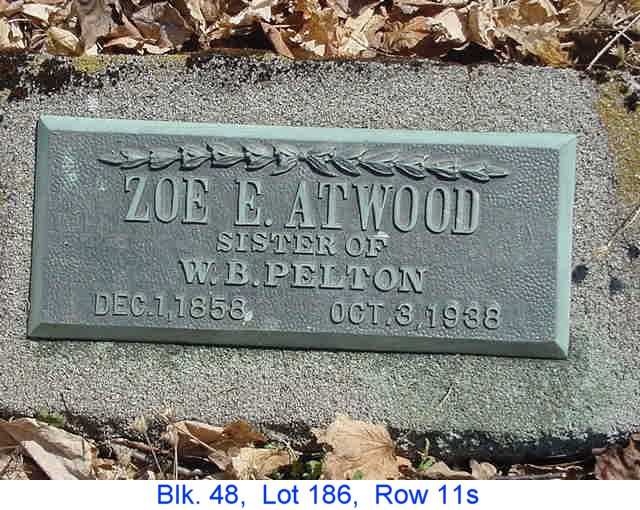 ZOE E. ATWOOD
SISTER OF
W. B. PELTON
DEC. 1, 1858 OCT. 3, 1938
Blk. 48, Lot 186, Row 11s